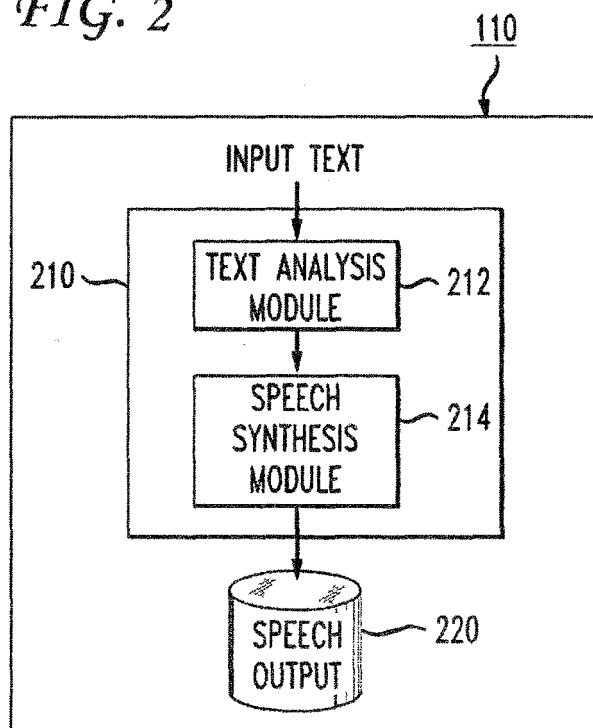 FIG. 2
110
INPUT TEXT
210
TEXT ANALYSIS
MODULE
212
SPEECH
SYNTHESIS
MODULE
214
SPEECH
OUTPUT
220